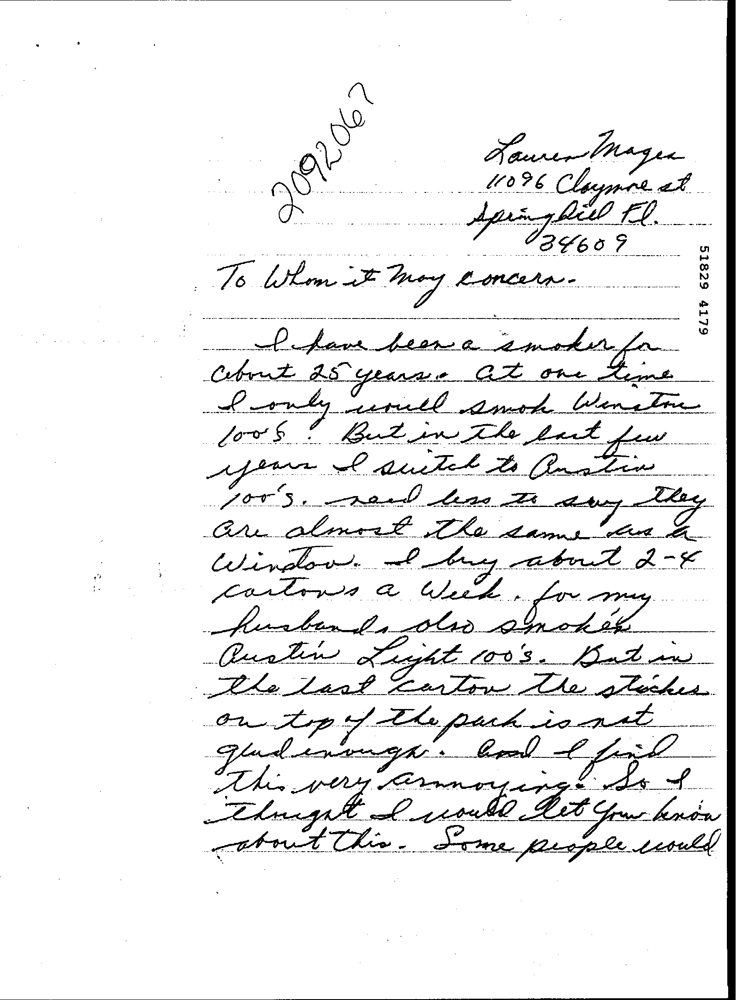 2092067
Lauren Magen
11096 Claymore st
Springhill Fl.
34609
51829 4179
To Whom it May concern.
I have been a smoker for
about 25 years. at one time
I only would smok Winston
100's. But in the last few
years I switch to Austin
100's. need less to say they
are almost the same as a
Winston. I buy about 2-4
cartons a Week. for my
husband also smokes
Austin Light 100's. But in
the last carton the sticker
on top of the pack is not
glud enough. And I find
this very annoying. So I
thought I would let you know
about this. Some people would